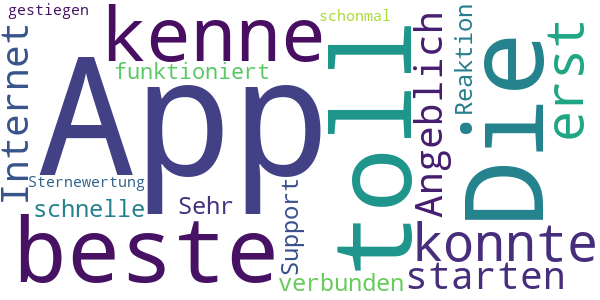 gestiegen
kenne
schonmal
Reaktion
Internet
App
funktioniert
toll
Angeblich
Die
erst
Sternewertung
schnelle
Sehr
Support
beste
konnte
starten
verbunden